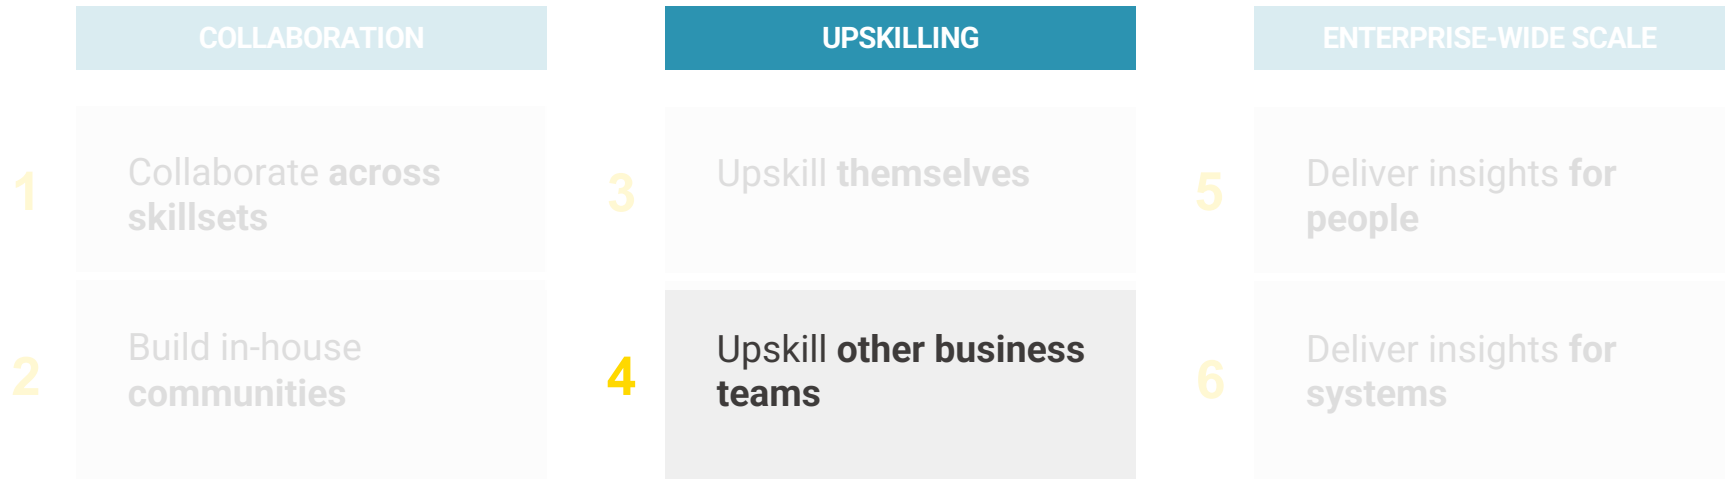 COLLABORATION
1
Collaborate across
skillsets
2
Build in-house
communities
UPSKILLING
3
Upskill themselves
4
Upskill other business
teams
ENTERPRISE-WIDE SCALE
5
Deliver insights for
people
6
Deliver insights for
systems